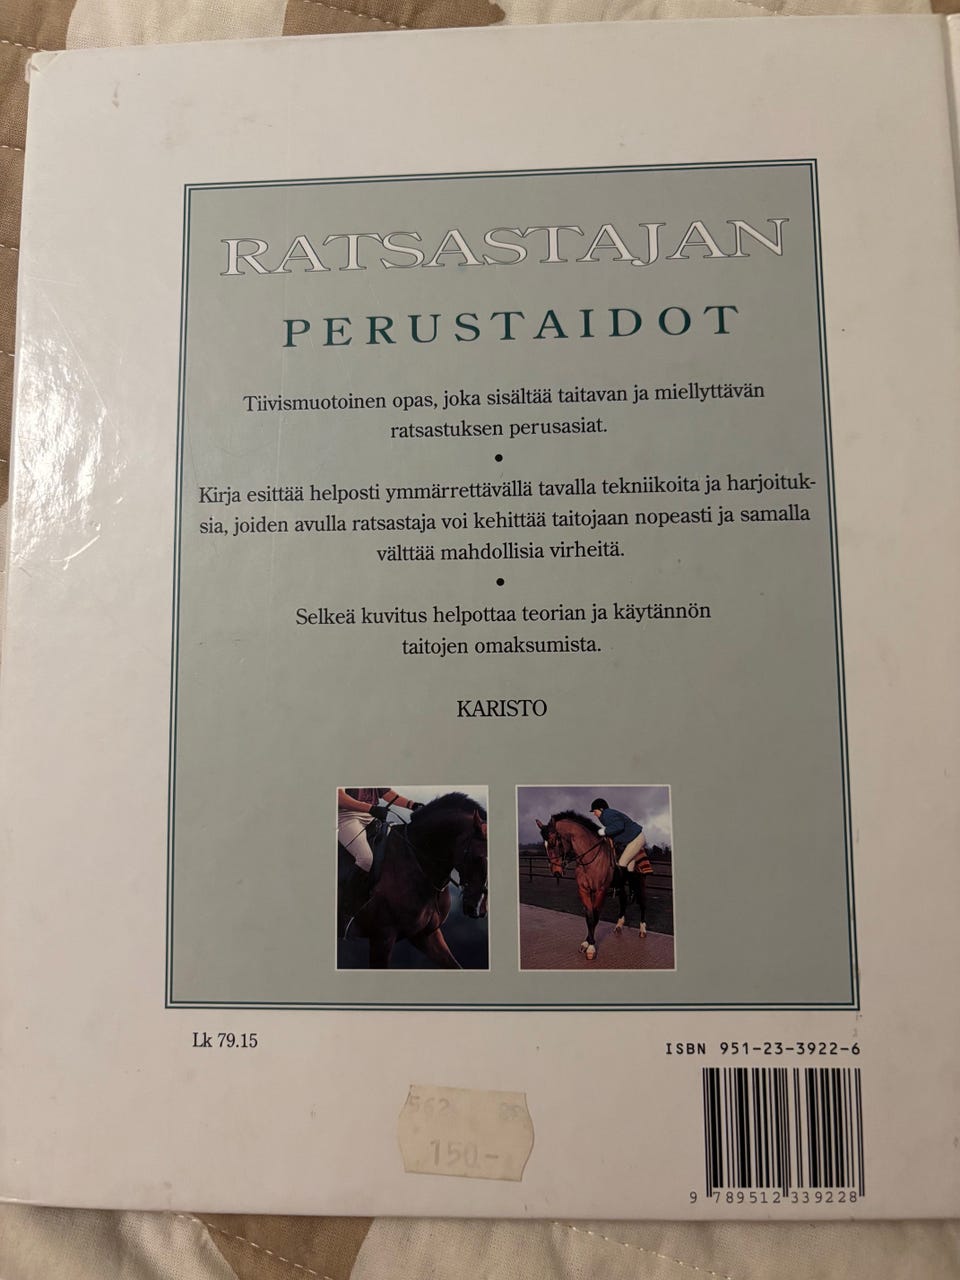 RATSASTAJAN
PERUSTAIDOT
Tiivismuotoinen opas, joka sisältää taitavan ja miellyttävän
ratsastuksen perusasiat.
•
Kirja esittää helposti ymmärrettävällä tavalla tekniikoita ja harjoituk-
sia, joiden avulla ratsastaja voi kehittää taitojaan nopeasti ja samalla
välttää mahdollisia virheitä.
•
Selkeä kuvitus helpottaa teorian ja käytännön
taitojen omaksumista.
KARISTO
Lk 79.15
ISBN 951-23-3922-6
562
150.-
9 789512 339228